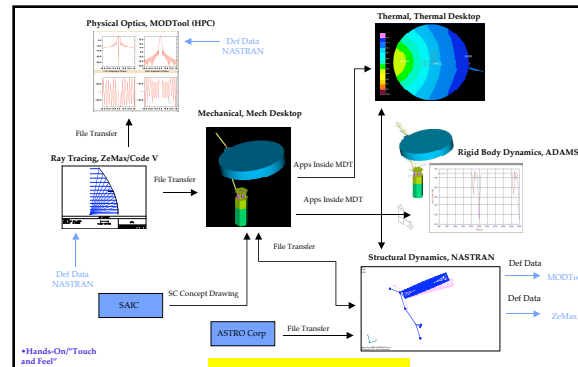 Physical Optics, MODTool (HPC)
Def Data
NASTRAN
Thermal, Thermal Desktop
File Transfer
Mechanical, Mech Desktop
Ray Tracing, ZeMax/Code V
File Transfer
Apps Inside MDT
Rigid Body Dynamics, ADAMS
Apps Inside MDT
File Transfer
Def Data
NASTRAN
Structural Dynamics, NASTRAN
Def Data
MODTool
SAIC
SC Concept Drawing
Def Data
ZeMax
ASTRO Corp
File Transfer
•Hands-On/"Touch
and Feel"